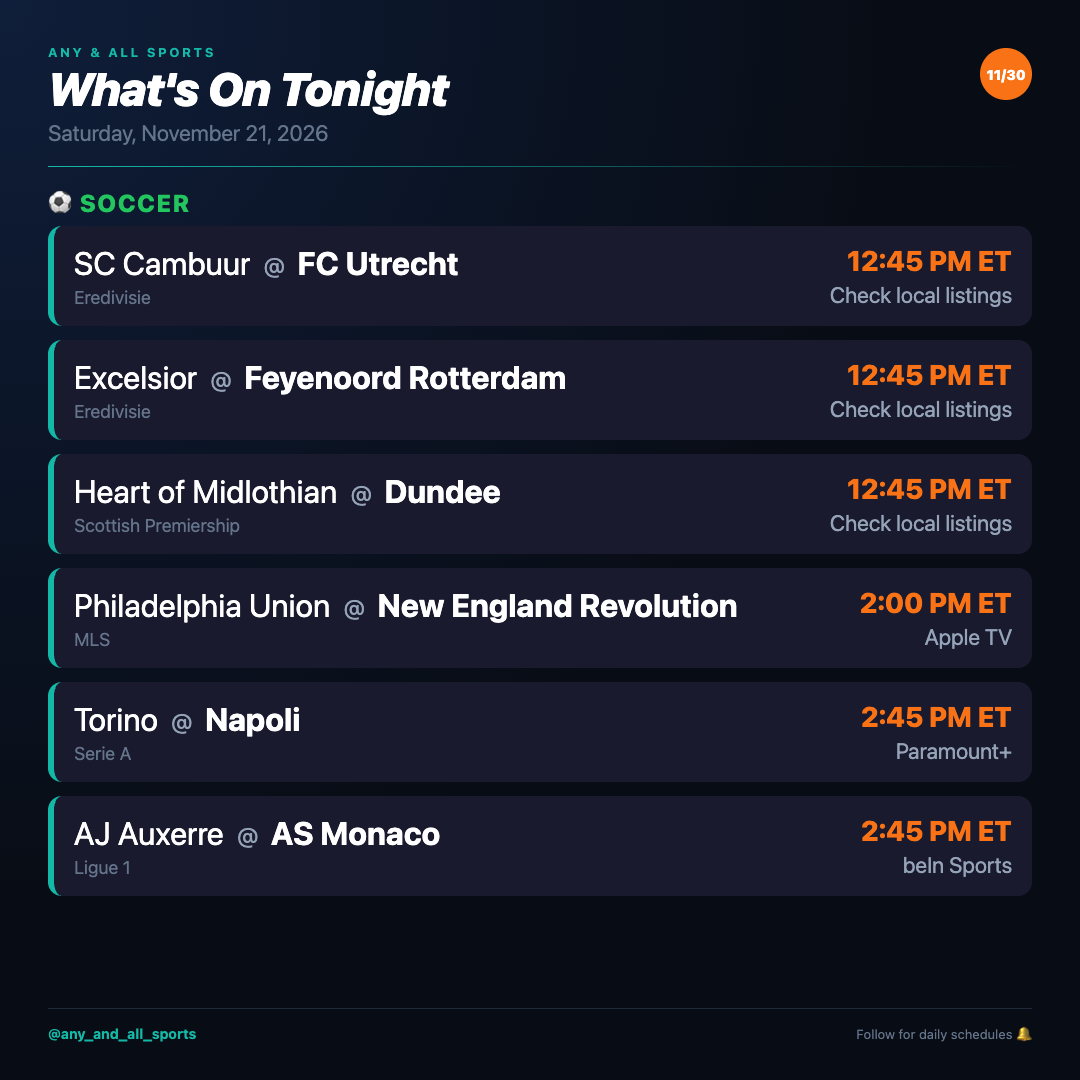 ANY & ALL SPORTS
What's On Tonight
11/30
Saturday, November 21, 2026
⚽ SOCCER
SC Cambuur @ FC Utrecht
12:45 PM ET
Eredivisie
Check local listings
Excelsior @ Feyenoord Rotterdam
12:45 PM ET
Eredivisie
Check local listings
Heart of Midlothian @ Dundee
12:45 PM ET
Scottish Premiership
Check local listings
Philadelphia Union @ New England Revolution
2:00 PM ET
MLS
Apple TV
Torino @ Napoli
2:45 PM ET
Serie A
Paramount+
AJ Auxerre @ AS Monaco
2:45 PM ET
Ligue 1
beIn Sports
@any_and_all_sports
Follow for daily schedules 🔔